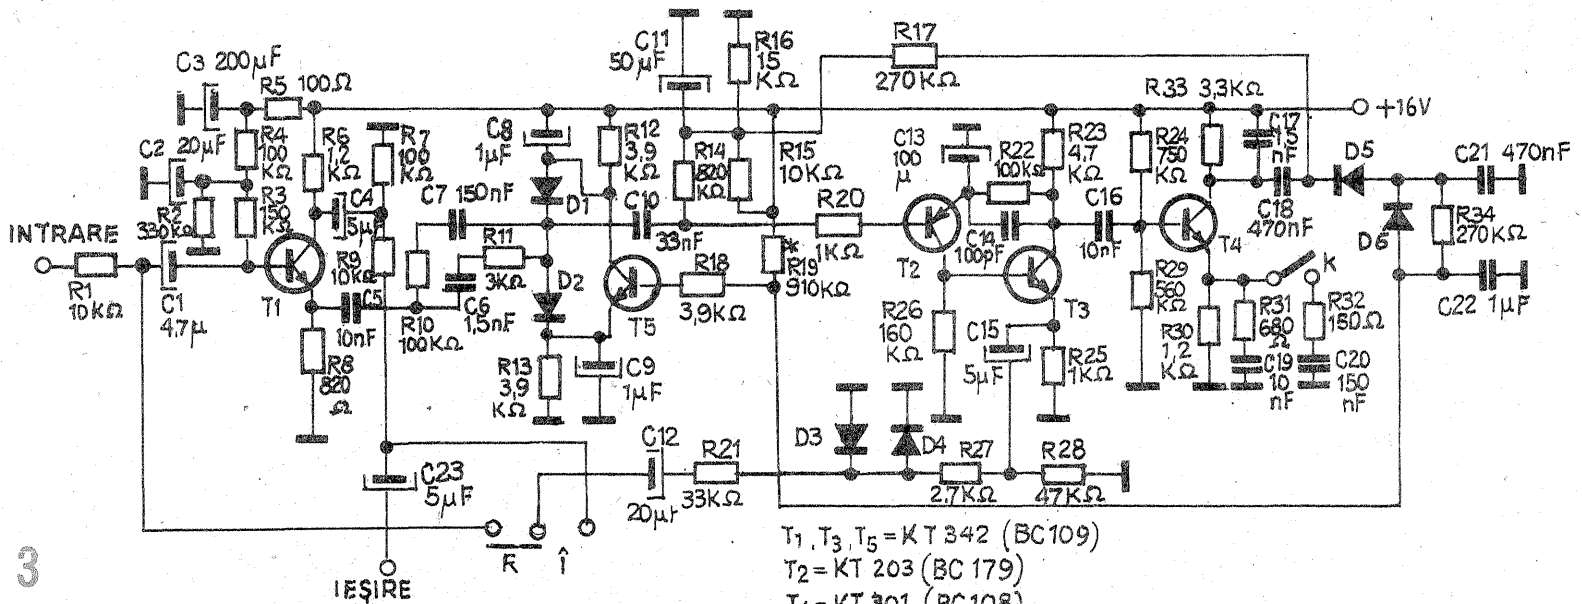 C3 200µF
R5 100Ω
C2
20µF
R4
100
KΩ
R2
330KΩ
R3
150
KΩ
INTRARE
R1
10KΩ
C1
4,7µ
T1
R6
1,2
KΩ
R7
100
KΩ
C4
5µF
R9
10KΩ
C5
10nF
R8
820
Ω
C7 150nF
R10
100KΩ
R11
3KΩ
C6
1,5nF
C8
1µF
D1
D2
R12
3,9
KΩ
R13
3,9
KΩ
C9
1µF
T5
R18
3,9KΩ
C10
33nF
C11
50µF
R16
15
KΩ
R14
820
KΩ
R15
10KΩ
R17
270KΩ
*
R19
910KΩ
R20
1KΩ
C13
100
µ
R22
100KΩ
R23
4,7
KΩ
T2
C14
100pF
T3
C16
10nF
R26
160
KΩ
C15
5µF
R25
1KΩ
R24
750
KΩ
R33 3,3KΩ
+16V
C17
1,5
nF
C18
470nF
T4
R29
560
KΩ
R30
1,2
KΩ
R31
680
Ω
C19
10
nF
K
R32
150Ω
C20
150
nF
D5
D6
C21 470nF
R34
270KΩ
C22 1µF
D3
D4
C12
20µF
R21
33KΩ
R27
2,7KΩ
R28
47KΩ
C23
5µF
R Î
IEȘIRE
3
T1, T3, T5 = KT 342 (BC109)
T2 = KT 203 (BC 179)
T4 = KT 301 (BC108)